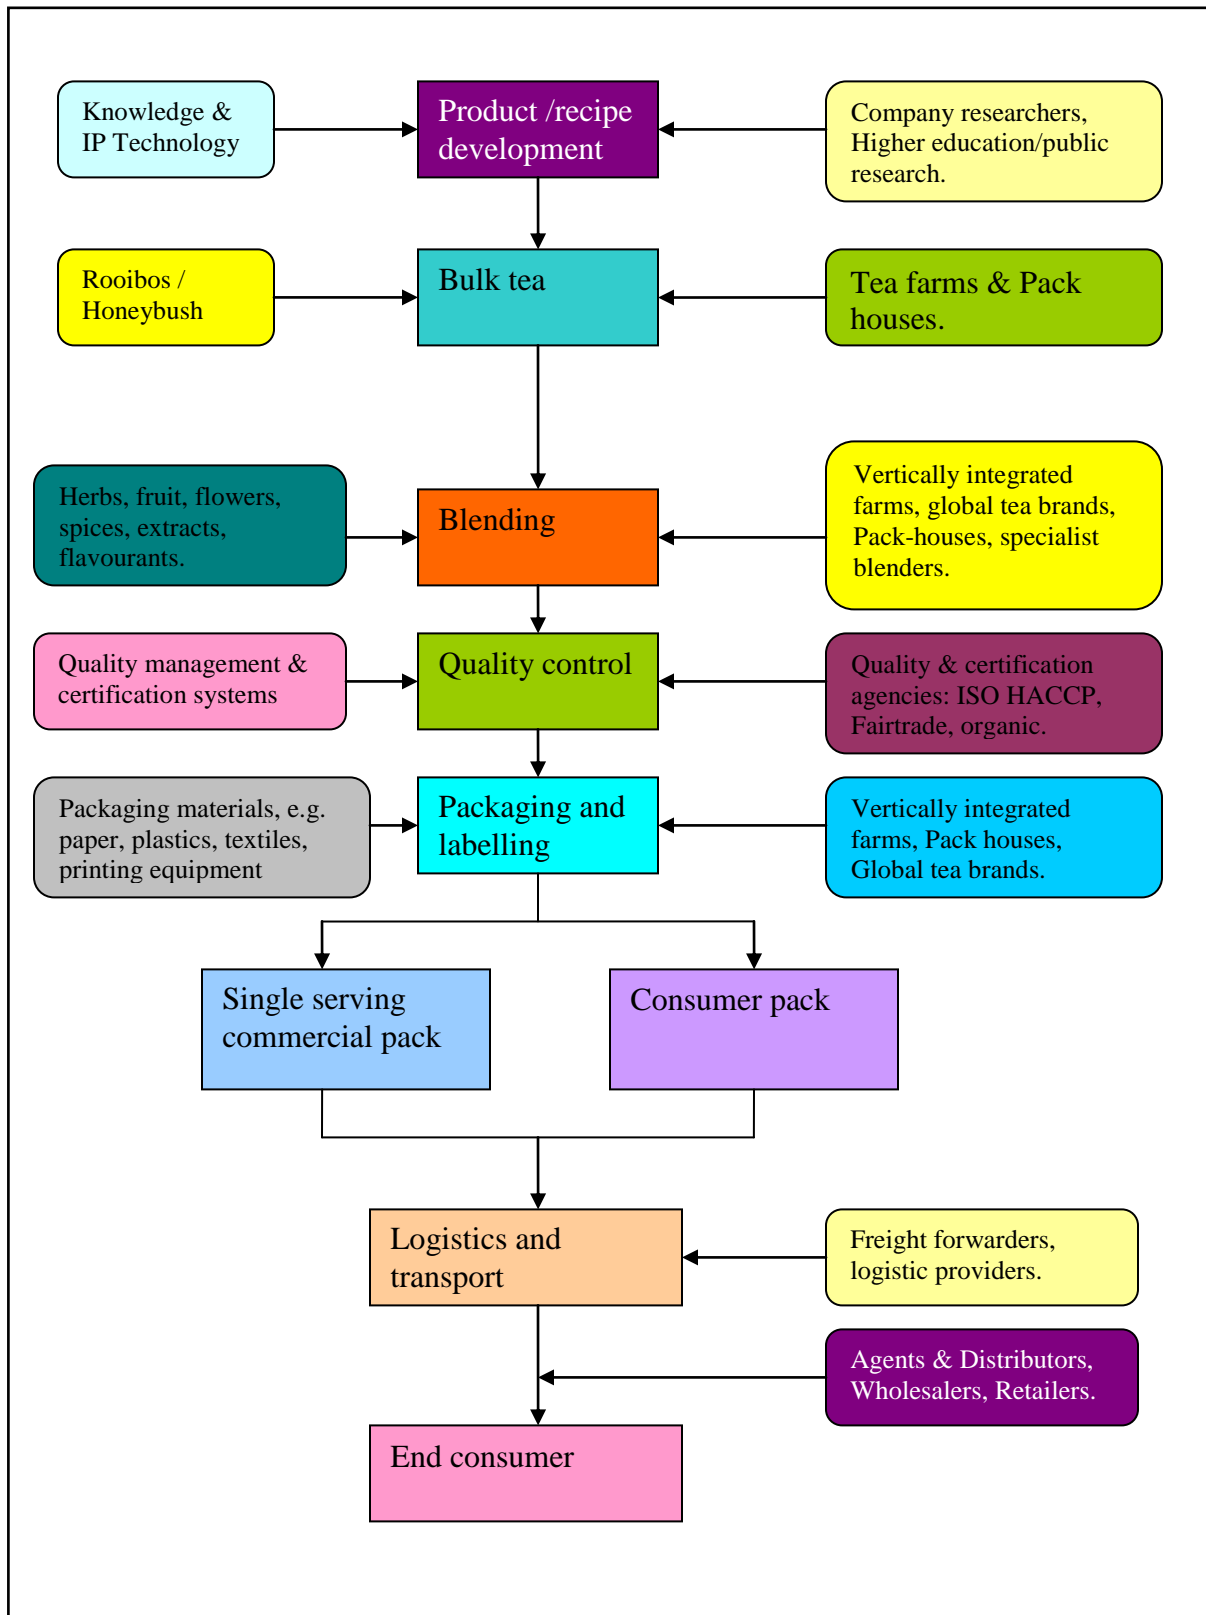 Knowledge &
IP Technology
Product /recipe
development
Company researchers,
Higher education/public
research.
Rooibos /
Honeybush
Bulk tea
Tea farms & Pack
houses.
Herbs, fruit, flowers,
spices, extracts,
flavourants.
Blending
Vertically integrated
farms, global tea brands,
Pack-houses, specialist
blenders.
Quality management &
certification systems
Quality control
Quality & certification
agencies: ISO HACCP,
Fairtrade, organic.
Packaging materials, e.g.
paper, plastics, textiles,
printing equipment
Packaging and
labelling
Vertically integrated
farms, Pack houses,
Global tea brands.
Single serving
commercial pack
Consumer pack
Logistics and
transport
Freight forwarders,
logistic providers.
Agents & Distributors,
Wholesalers, Retailers.
End consumer